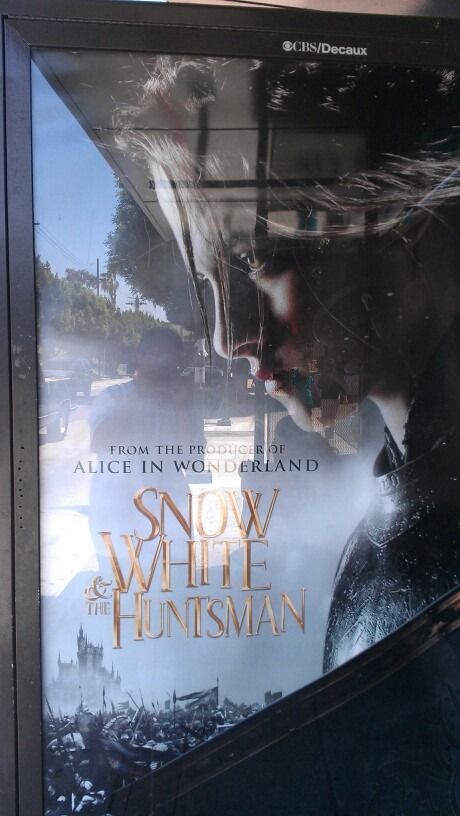 CBS/Decaux
FROM THE PRODUCER OF
ALICE IN WONDERLAND
SNOW
WHITE
& THE HUNTSMAN